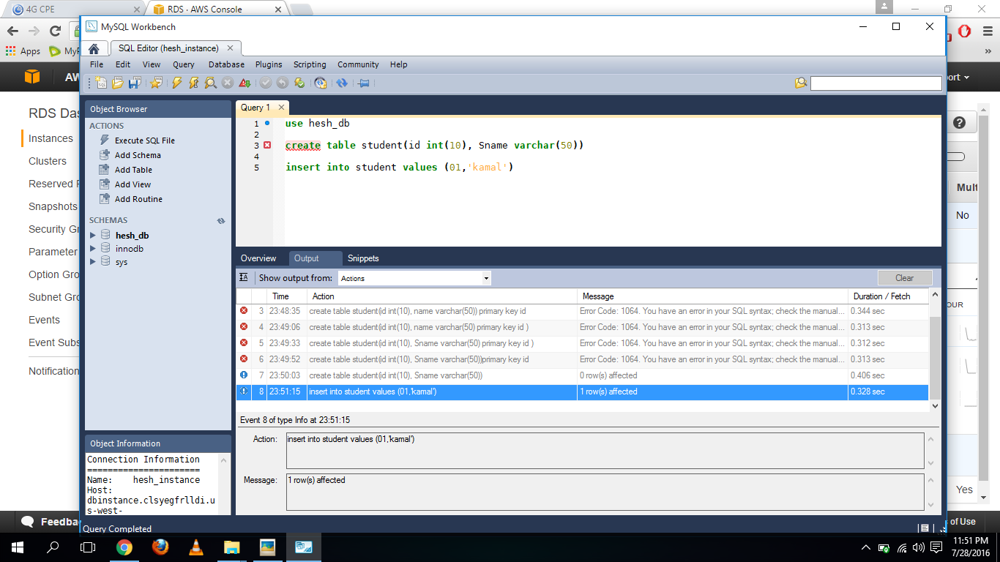 4G CPE
RDS · AWS Console
MySQL Workbench
SQL Editor (hesh_instance)
File Edit View Query Database Plugins Scripting Community Help
Apps
AW
ort
RDS Das
Instances
Clusters
Reserved
Snapshots
Security Gr
Parameter
Option Gro
Subnet Gro
Events
Event Subs
Notification
Object Browser
ACTIONS
Execute SQL File
Add Schema
Add Table
Add View
Add Routine
SCHEMAS
hesh_db
innodb
sys
Object Information
Connection Information
======================
Name: hesh_instance
Host:
dbinstance.clsyegfrlldi.u
s-west-
Query 1
1 use hesh_db
2
3 create table student(id int(10), Sname varchar(50))
4
5 insert into student values (01,'kamal')
Overview Output Snippets
Show output from: Actions Clear
Time Action Message Duration / Fetch
3 23:48:35 create table student(id int(10), name varchar(50)) primary key id Error Code: 1064. You have an error in your SQL syntax; check the manual... 0.344 sec
4 23:49:06 create table student(id int(10), name varchar(50) primary key id ) Error Code: 1064. You have an error in your SQL syntax; check the manual... 0.313 sec
5 23:49:33 create table student(id int(10), Sname varchar(50) primary key id ) Error Code: 1064. You have an error in your SQL syntax; check the manual... 0.312 sec
6 23:49:52 create table student(id int(10), Sname varchar(50))primary key id Error Code: 1064. You have an error in your SQL syntax; check the manual... 0.313 sec
7 23:50:03 create table student(id int(10), Sname varchar(50)) 0 row(s) affected 0.406 sec
8 23:51:15 insert into student values (01,'kamal') 1 row(s) affected 0.328 sec
Event 8 of type Info at 23:51:15
Action: insert into student values (01,'kamal')
Message: 1 row(s) affected
Mult
No
OUR
Yes
Query Completed
Feedba
s of Use
11:51 PM
7/28/2016